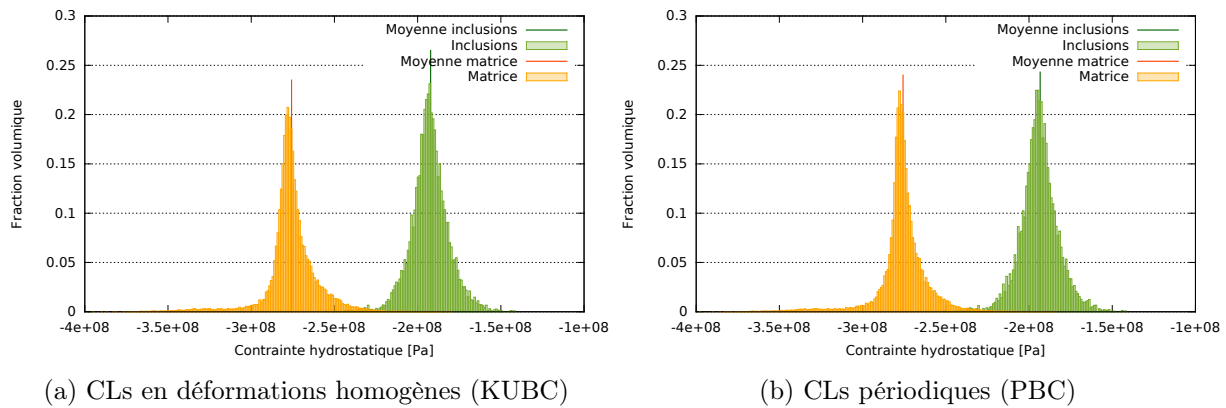 0.3
0.25
0.2
0.15
0.1
0.05
0
Fraction volumique
-4e+08
-3.5e+08
-3e+08
-2.5e+08
-2e+08
-1.5e+08
-1e+08
Contrainte hydrostatique [Pa]
Moyenne inclusions
Inclusions
Moyenne matrice
Matrice
(a) CLs en déformations homogènes (KUBC)
0.3
0.25
0.2
0.15
0.1
0.05
0
Fraction volumique
-4e+08
-3.5e+08
-3e+08
-2.5e+08
-2e+08
-1.5e+08
-1e+08
Contrainte hydrostatique [Pa]
Moyenne inclusions
Inclusions
Moyenne matrice
Matrice
(b) CLs périodiques (PBC)